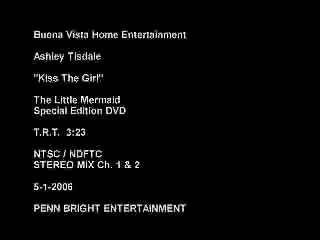 Buena Vista Home Entertainment
Ashley Tisdale
"Kiss The Girl"
The Little Mermaid
Special Edition DVD
T.R.T. 3:23
NTSC / NDFTC
STEREO MIX Ch. 1 & 2
5-1-2006
PENN BRIGHT ENTERTAINMENT